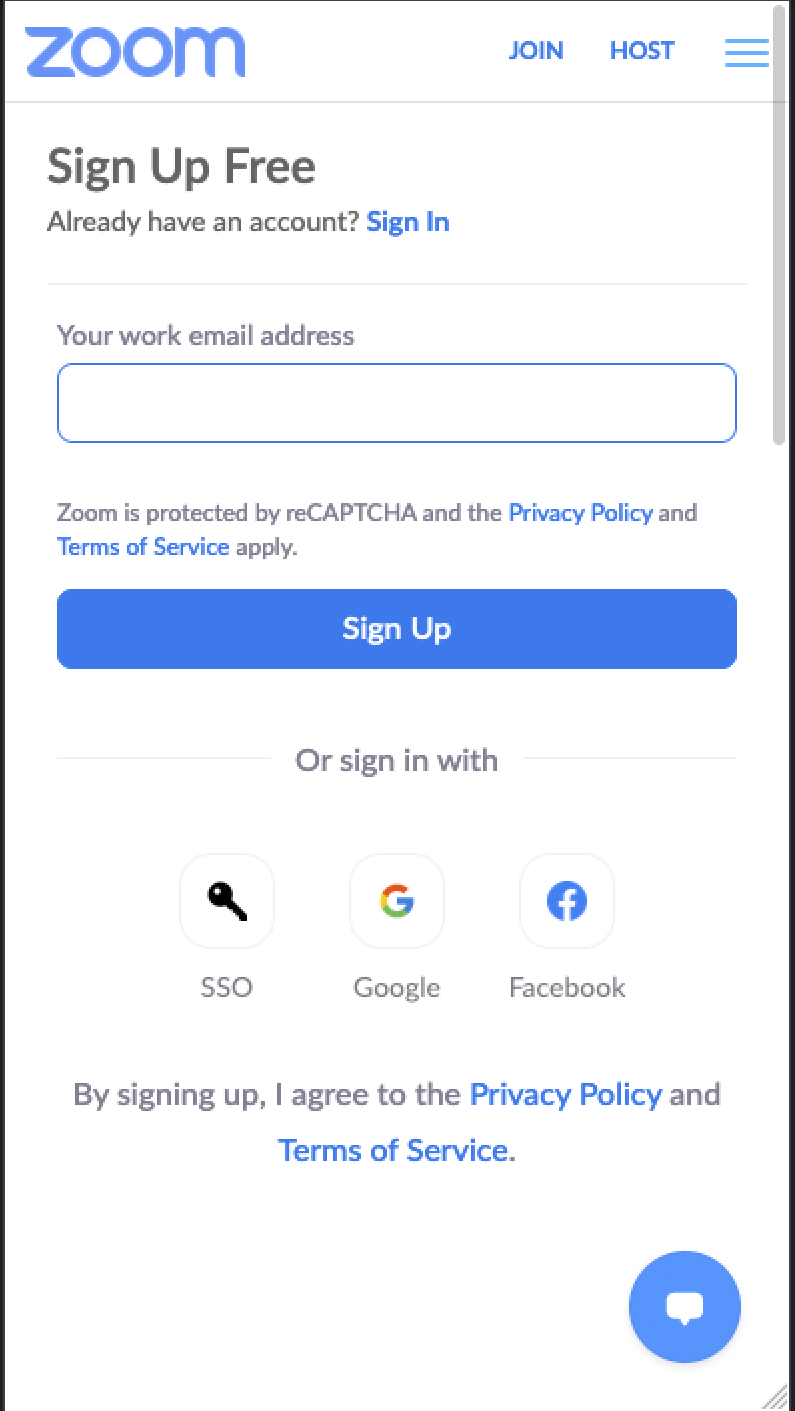 zoom
JOIN HOST
Sign Up Free
Already have an account? Sign In
Your work email address
Zoom is protected by reCAPTCHA and the Privacy Policy and
Terms of Service apply.
Sign Up
Or sign in with
SSO Google Facebook
By signing up, I agree to the Privacy Policy and
Terms of Service.